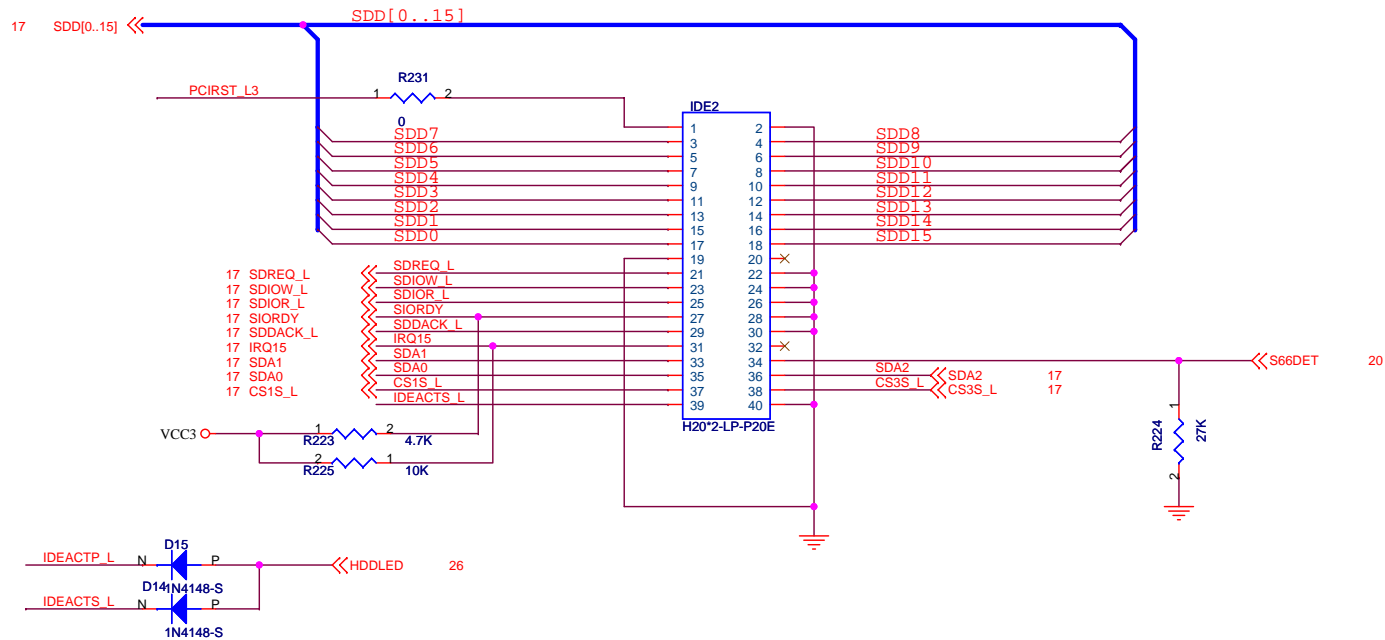 SDD[0..15]
17 SDD[0..15]
R231
PCIRST_L3 1 2
0
IDE2
1 2
SDD7 3 4 SDD8
SDD6 5 6 SDD9
SDD5 7 8 SDD10
SDD4 9 10 SDD11
SDD3 11 12 SDD12
SDD2 13 14 SDD13
SDD1 15 16 SDD14
SDD0 17 18 SDD15
19 20
17 SDREQ_L SDREQ_L 21 22
17 SDIOW_L SDIOW_L 23 24
17 SDIOR_L SDIOR_L 25 26
17 SIORDY SIORDY 27 28
17 SDDACK_L SDDACK_L 29 30
17 IRQ15 IRQ15 31 32
17 SDA1 SDA1 33 34 S66DET 20
17 SDA0 SDA0 35 36 SDA2 SDA2 17
17 CS1S_L CS1S_L 37 38 CS3S_L CS3S_L 17
IDEACTS_L 39 40
H20*2-LP-P20E
VCC3 1 2
R223 4.7K
2 1
R225 10K
1
R224 27K
2
D15
IDEACTP_L N P HDDLED 26
1N4148-S
D14
IDEACTS_L N P
1N4148-S